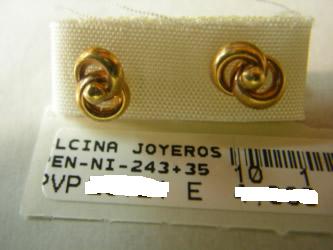 LCINA JOYEROS
PEN-NI-243+35 10 1
PVP E